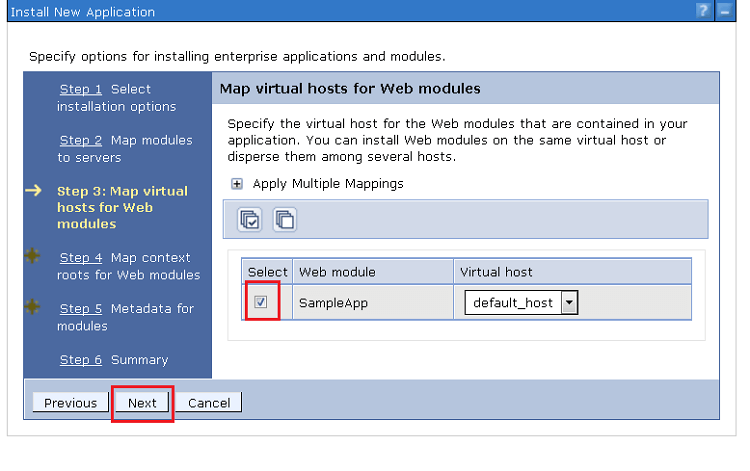 Install New Application
?
Specify options for installing enterprise applications and modules.
Step 1 Select
installation options
Step 2 Map modules
to servers
Step 3: Map virtual
hosts for Web
modules
Step 4 Map context
roots for Web modules
Step 5 Metadata for
modules
Step 6 Summary
Map virtual hosts for Web modules
Specify the virtual host for the Web modules that are contained in your
application. You can install Web modules on the same virtual host or
disperse them among several hosts.
Apply Multiple Mappings
Select Web module Virtual host
SampleApp default_host
Previous Next Cancel